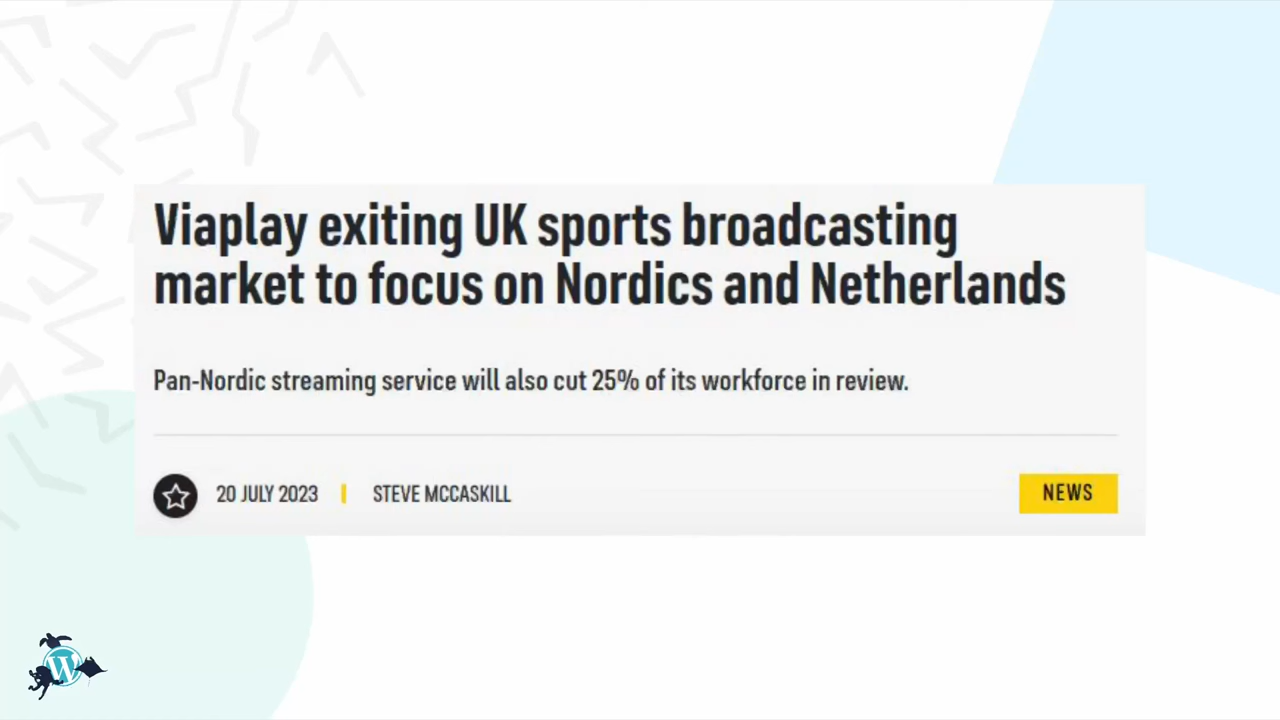 Viaplay exiting UK sports broadcasting
market to focus on Nordics and Netherlands
Pan-Nordic streaming service will also cut 25% of its workforce in review.
20 JULY 2023 | STEVE MCCASKILL
NEWS
W